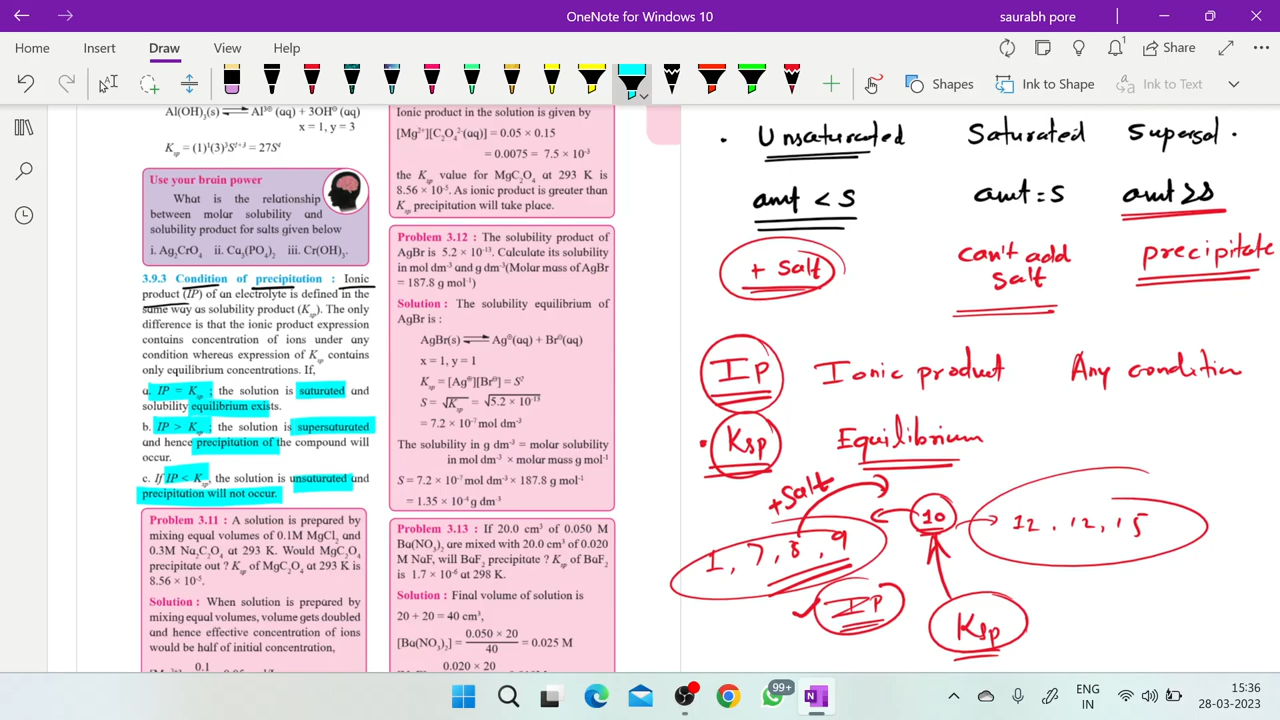 OneNote for Windows 10
saurabh pore
Home Insert Draw View Help
Share
Shapes
Ink to Shape
Ink to Text
Al(OH)₃(s) ⇌ Al³⊕ (aq) + 3OH⊖ (aq)
x = 1, y = 3
Ksp = (1)¹(3)³S¹⁺³ = 27S⁴
Use your brain power
What is the relationship
between molar solubility and
solubility product for salts given below
i. Ag₂CrO₄ ii. Ca₃(PO₄)₂ iii. Cr(OH)₃.
3.9.3 Condition of precipitation : Ionic
product (IP) of an electrolyte is defined in the
same way as solubility product (Ksp). The only
difference is that the ionic product expression
contains concentration of ions under any
condition whereas expression of Ksp contains
only equilibrium concentrations. If,
a. IP = Ksp ; the solution is saturated and
solubility equilibrium exists.
b. IP > Ksp ; the solution is supersaturated
and hence precipitation of the compound will
occur.
c. If IP < Ksp, the solution is unsaturated and
precipitation will not occur.
Problem 3.11 : A solution is prepared by
mixing equal volumes of 0.1M MgCl₂ and
0.3M Na₂C₂O₄ at 293 K. Would MgC₂O₄
precipitate out ? Ksp of MgC₂O₄ at 293 K is
8.56 × 10⁻⁵.
Solution : When solution is prepared by
mixing equal volumes, volume gets doubled
and hence effective concentration of ions
would be half of initial concentration,
0.1
Ionic product in the solution is given by
[Mg²⁺][C₂O₄²⁻(aq)] = 0.05 × 0.15
= 0.0075 = 7.5 × 10⁻³
the Ksp value for MgC₂O₄ at 293 K is
8.56 × 10⁻⁵. As ionic product is greater than
Ksp precipitation will take place.
Problem 3.12 : The solubility product of
AgBr is 5.2 × 10⁻¹³. Calculate its solubility
in mol dm⁻³ and g dm⁻³ (Molar mass of AgBr
= 187.8 g mol⁻¹)
Solution : The solubility equilibrium of
AgBr is :
AgBr(s) ⇌ Ag⊕(aq) + Br⊖(aq)
x = 1, y = 1
Ksp = [Ag⊕][Br⊖] = S²
S = √Ksp = √5.2 × 10⁻¹³
= 7.2 × 10⁻⁷ mol dm⁻³
The solubility in g dm⁻³ = molar solubility
in mol dm⁻³ × molar mass g mol⁻¹
S = 7.2 × 10⁻⁷ mol dm⁻³ × 187.8 g mol⁻¹
= 1.35 × 10⁻⁴ g dm⁻³
Problem 3.13 : If 20.0 cm³ of 0.050 M
Ba(NO₃)₂ are mixed with 20.0 cm³ of 0.020
M NaF, will BaF₂ precipitate ? Ksp of BaF₂
is 1.7 × 10⁻⁶ at 298 K.
Solution : Final volume of solution is
20 + 20 = 40 cm³,
[Ba(NO₃)₂] = 0.050 × 20 / 40 = 0.025 M
0.020 × 20
. Unsaturated Saturated Supersat .
amt < S amt = S amt > S
+ Salt can't add salt precipitate
IP Ionic product Any condition
. Ksp Equilibrium
+ Salt
1, 7, 8, 9 10 12, 12, 15
IP
Ksp
99+
ENG
IN
15:36
28-03-2023